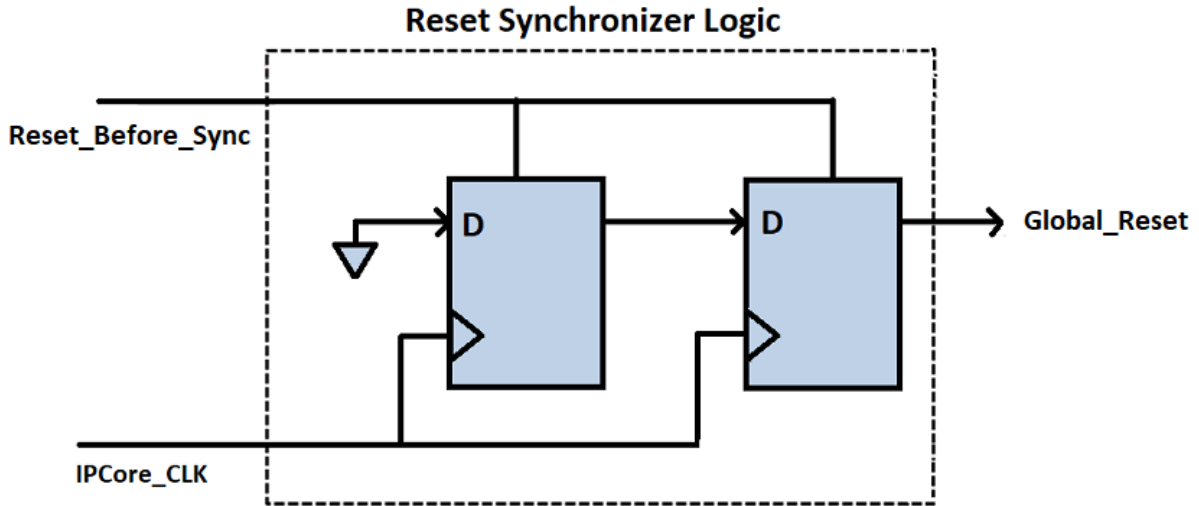 Reset Synchronizer Logic
Reset_Before_Sync
D
D
Global_Reset
IPCore_CLK